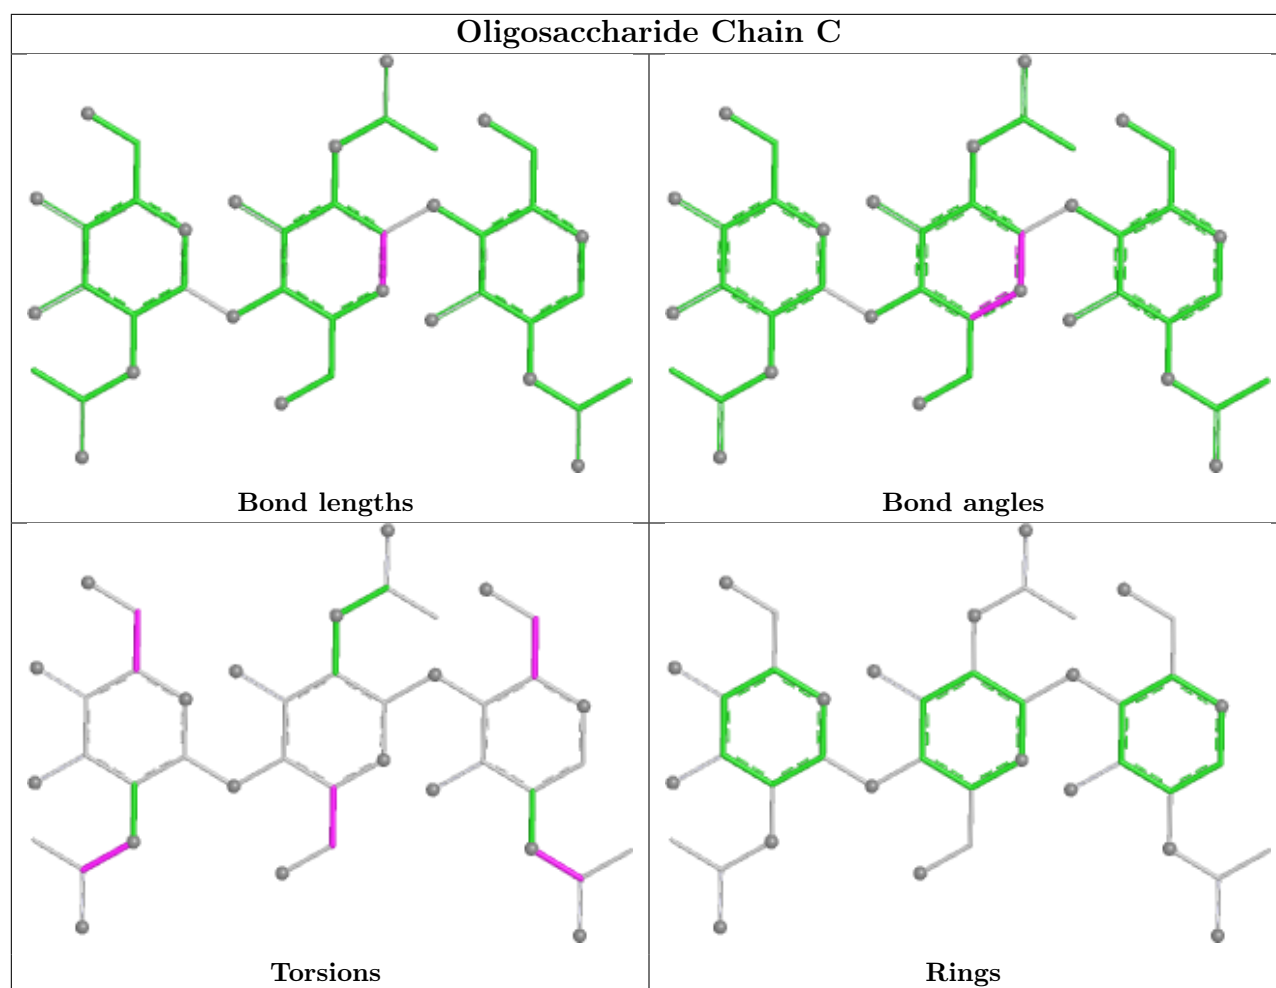 Oligosaccharide Chain C
Bond lengths
Bond angles
Torsions
Rings